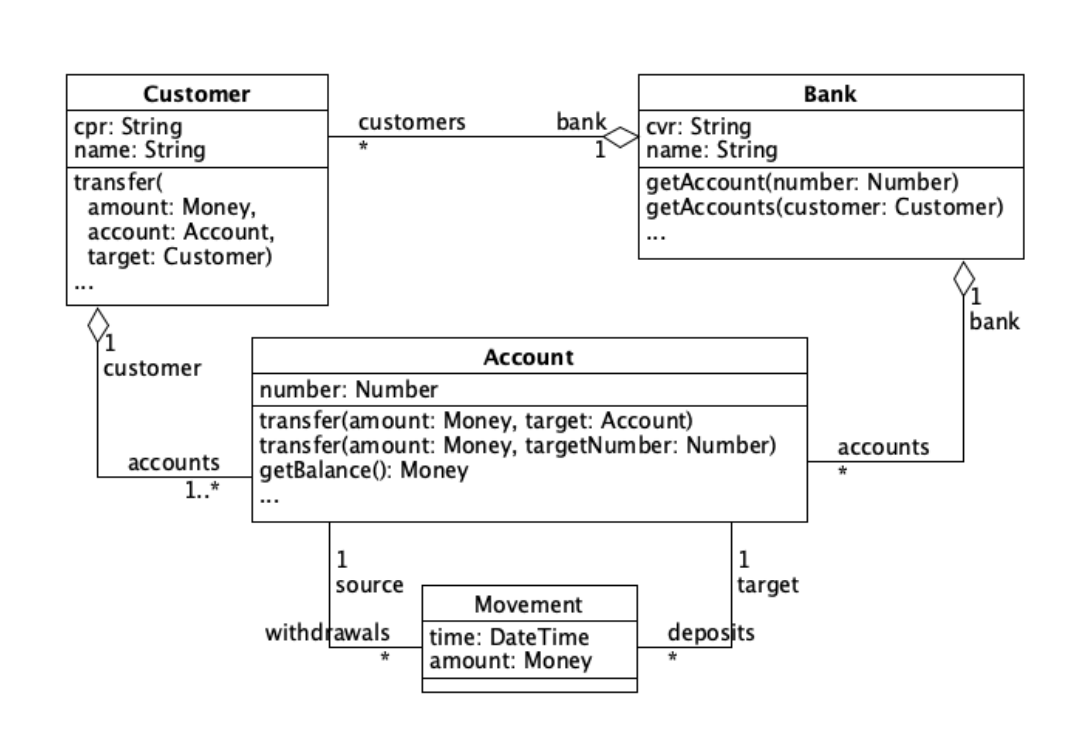 Customer
cpr: String
name: String
transfer(
amount: Money,
account: Account,
target: Customer)
...
customers
*
bank
1
Bank
cvr: String
name: String
getAccount(number: Number)
getAccounts(customer: Customer)
...
1
customer
accounts
1..*
1
bank
accounts
*
Account
number: Number
transfer(amount: Money, target: Account)
transfer(amount: Money, targetNumber: Number)
getBalance(): Money
...
1
source
withdrawals
*
1
target
deposits
*
Movement
time: DateTime
amount: Money